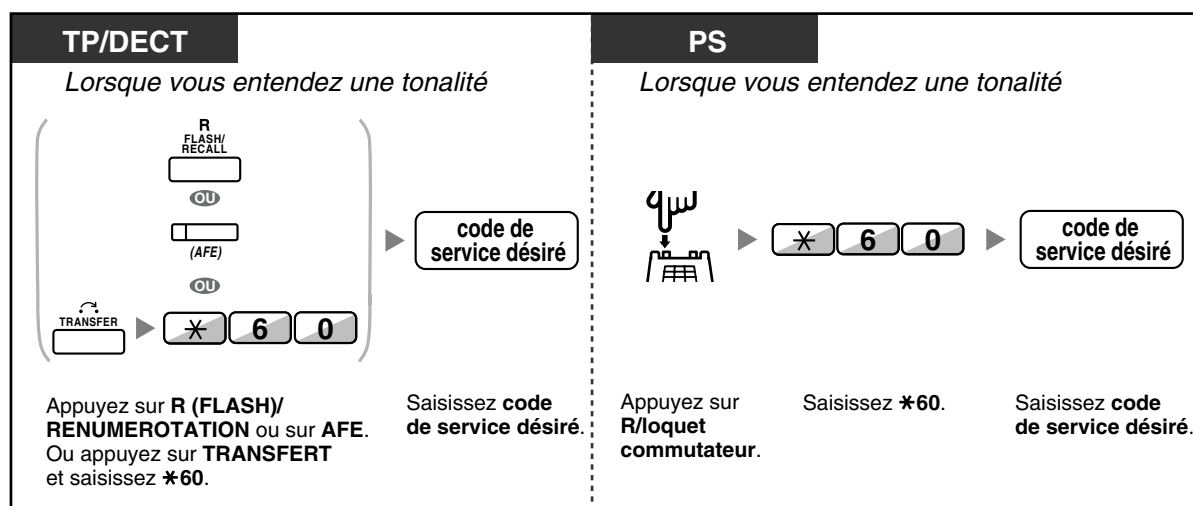 TP/DECT
Lorsque vous entendez une tonalité
R
FLASH/
RECALL
OU
(AFE)
OU
TRANSFER
* 6 0
code de
service désiré
Appuyez sur R (FLASH)/
RENUMEROTATION ou sur AFE.
Ou appuyez sur TRANSFERT
et saisissez *60.
Saisissez code
de service désiré.
PS
Lorsque vous entendez une tonalité
* 6 0
code de
service désiré
Appuyez sur
R/loquet
commutateur.
Saisissez *60.
Saisissez code
de service désiré.